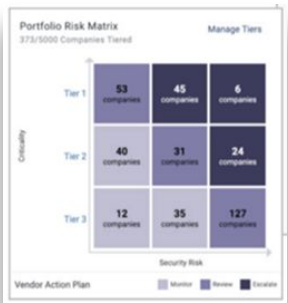 Portfolio Risk Matrix
Manage Tiers
373/5000 Companies Tiered
Criticality
Tier 1
53
companies
45
companies
6
companies
Tier 2
40
companies
31
companies
24
companies
Tier 3
12
companies
35
companies
127
companies
Security Risk
Vendor Action Plan
Monitor
Review
Escalate